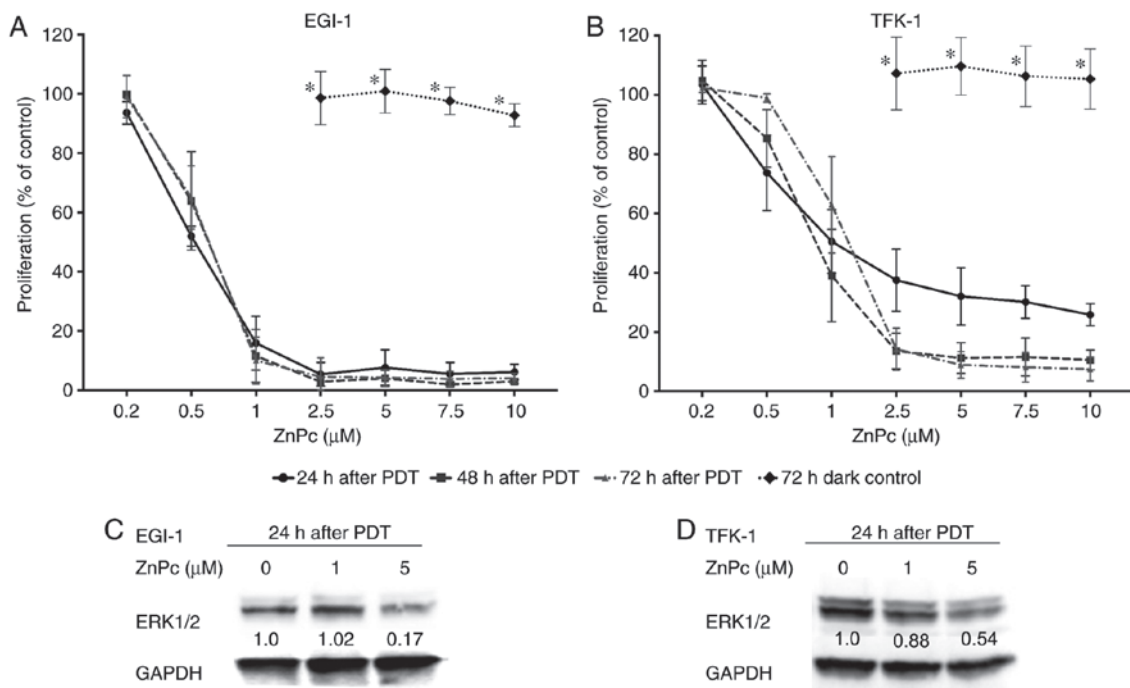 A EGI-1
B TFK-1
Proliferation (% of control)
120
100
80
60
40
20
0
* * * *
0.2 0.5 1 2.5 5 7.5 10
ZnPc (μM)
Proliferation (% of control)
120
100
80
60
40
20
0
* * * *
0.2 0.5 1 2.5 5 7.5 10
ZnPc (μM)
24 h after PDT 48 h after PDT 72 h after PDT 72 h dark control
C EGI-1 24 h after PDT
ZnPc (μM) 0 1 5
ERK1/2
1.0 1.02 0.17
GAPDH
D TFK-1 24 h after PDT
ZnPc (μM) 0 1 5
ERK1/2
1.0 0.88 0.54
GAPDH